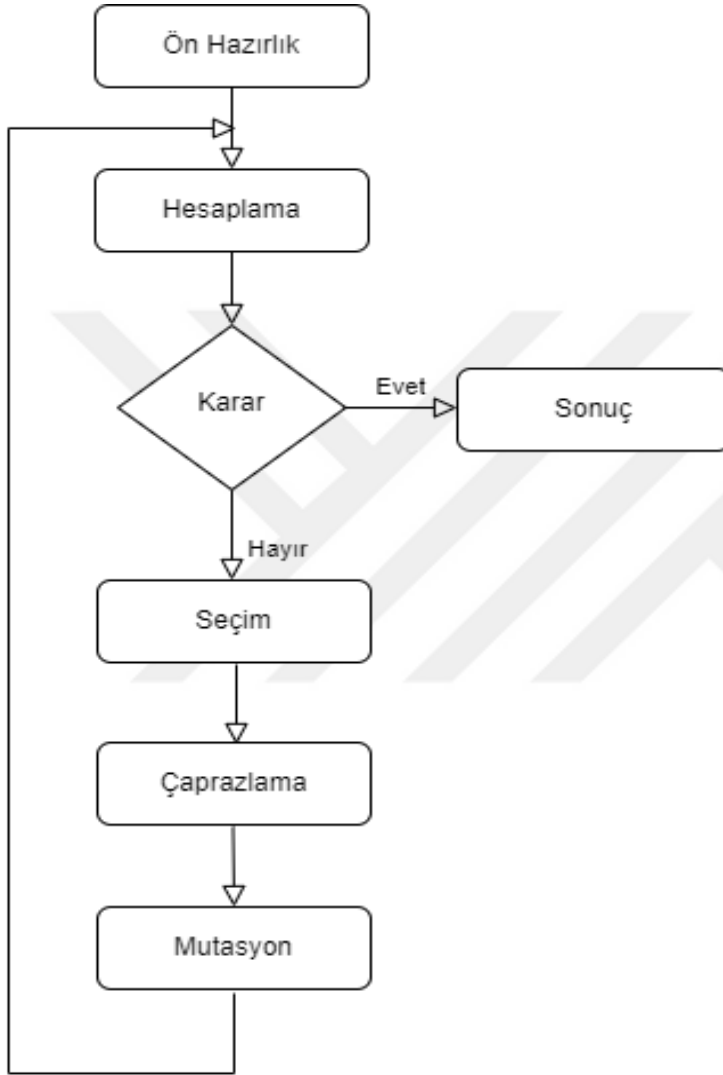 Ön Hazırlık
Hesaplama
Karar
Evet
Sonuç
Hayır
Seçim
Çaprazlama
Mutasyon